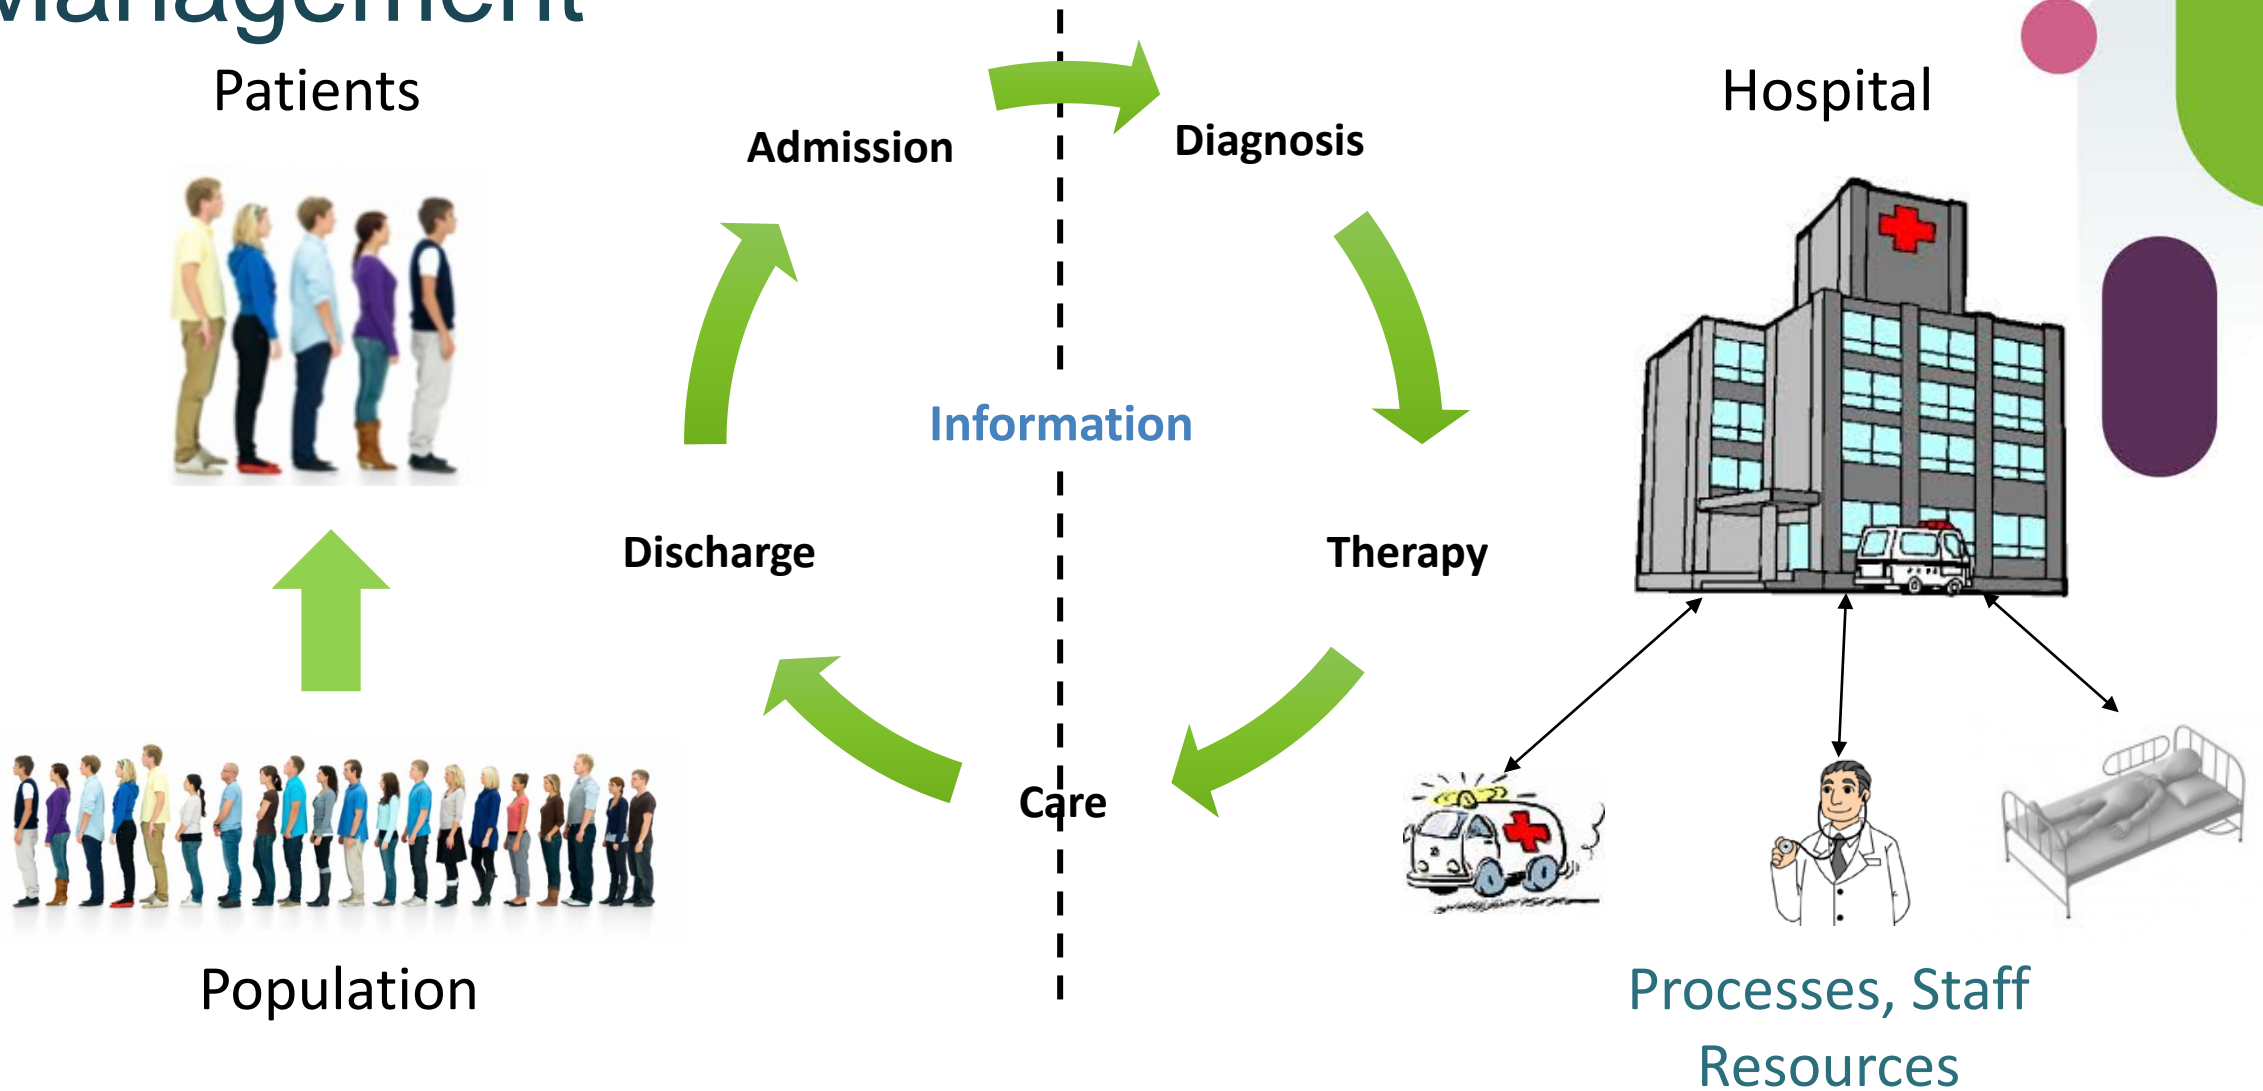 Management
Patients
Hospital
Admission
Diagnosis
Information
Discharge
Therapy
Care
Population
Processes, Staff
Resources